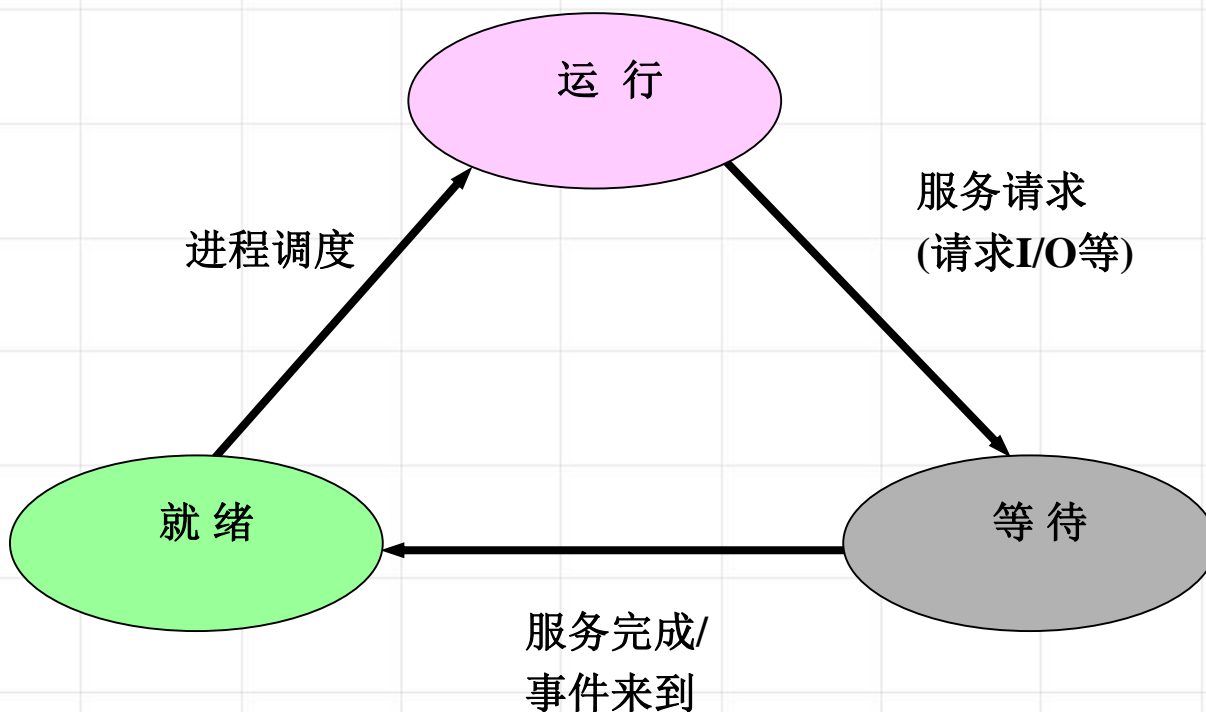 运 行
服务请求
(请求I/O等)
进程调度
就 绪
等 待
服务完成/
事件来到